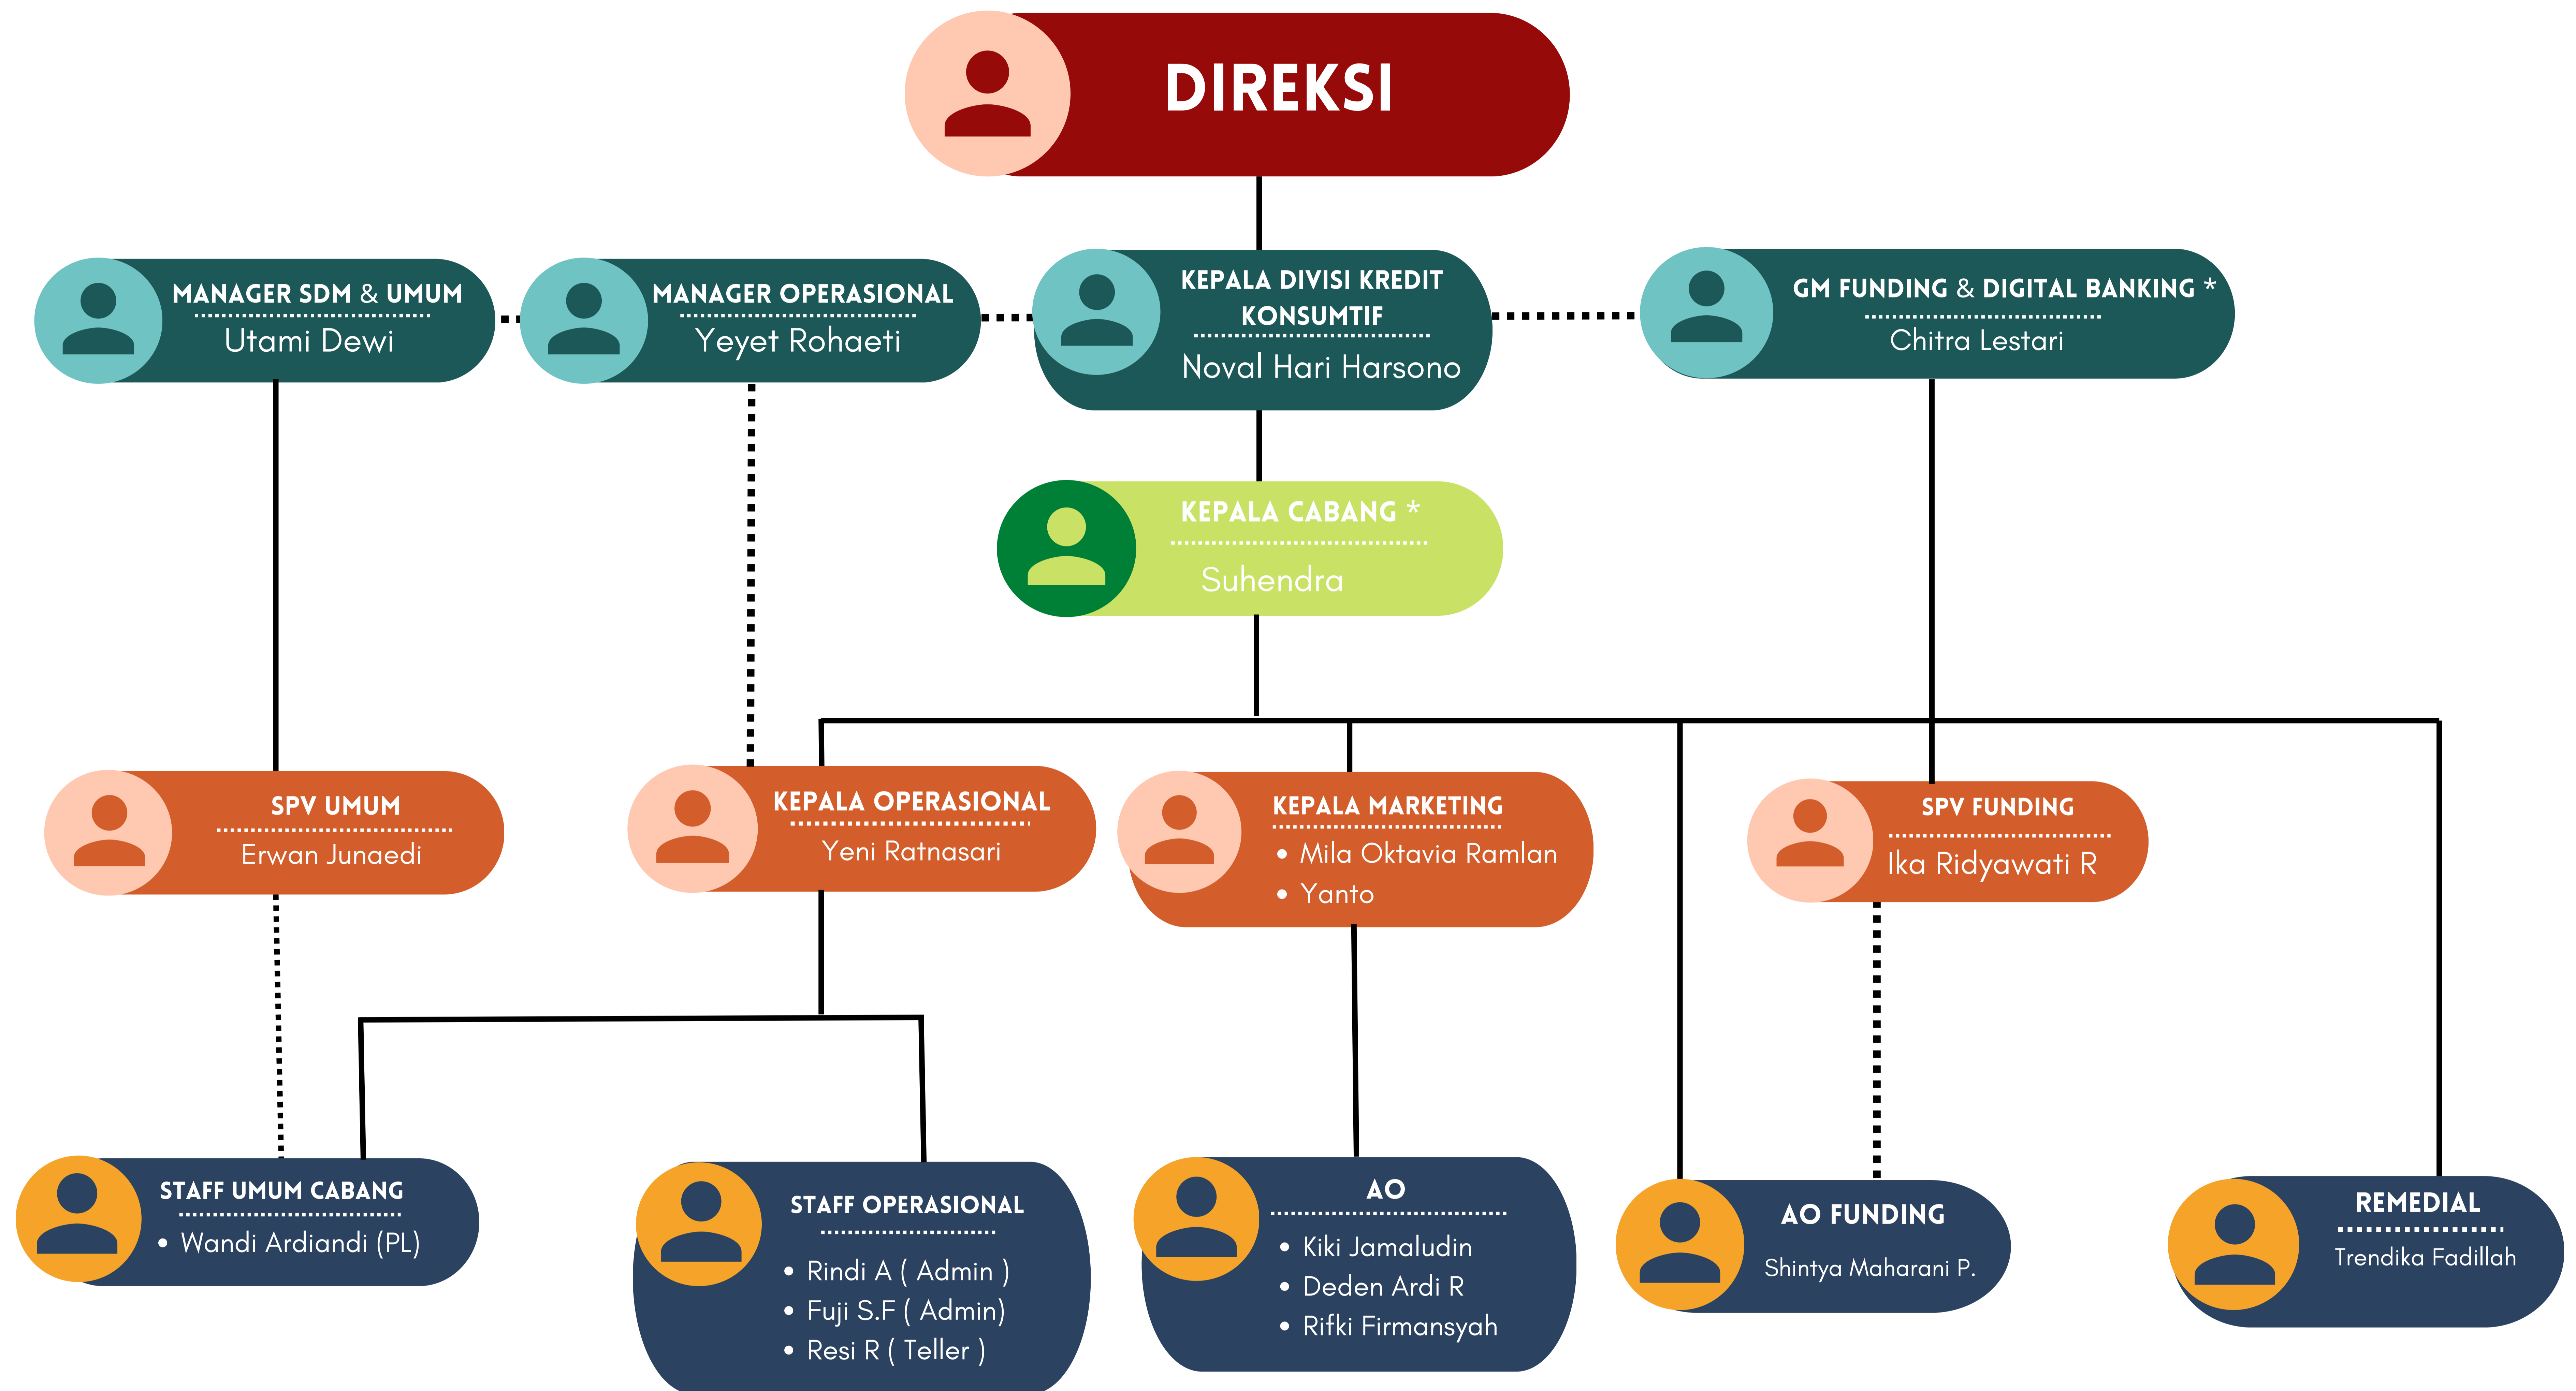 DIREKSI
MANAGER SDM & UMUM
Utami Dewi
MANAGER OPERASIONAL
Yeyet Rohaeti
KEPALA DIVISI KREDIT
KONSUMTIF
Noval Hari Harsono
GM FUNDING & DIGITAL BANKING *
Chitra Lestari
KEPALA CABANG *
Suhendra
SPV UMUM
Erwan Junaedi
KEPALA OPERASIONAL
Yeni Ratnasari
KEPALA MARKETING
• Mila Oktavia Ramlan
• Yanto
SPV FUNDING
Ika Ridyawati R
STAFF UMUM CABANG
• Wandi Ardiandi (PL)
STAFF OPERASIONAL
• Rindi A ( Admin )
• Fuji S.F ( Admin)
• Resi R ( Teller )
AO
• Kiki Jamaludin
• Deden Ardi R
• Rifki Firmansyah
AO FUNDING
Shintya Maharani P.
REMEDIAL
Trendika Fadillah